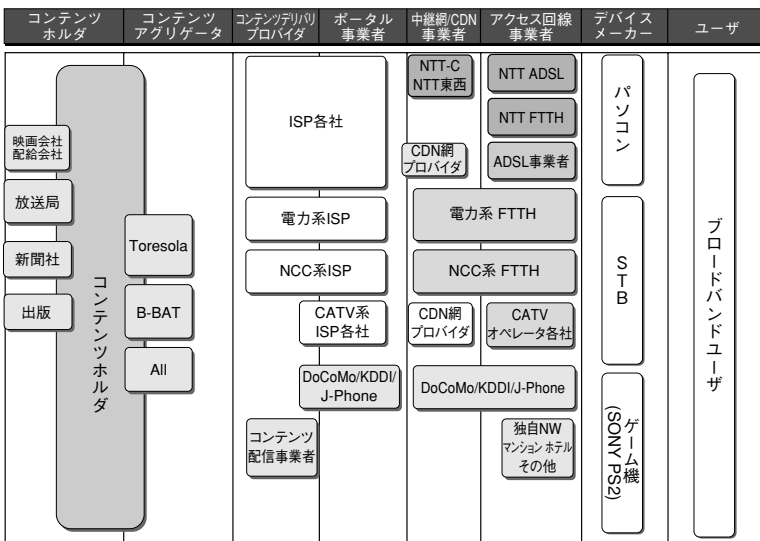 コンテンツ
ホルダ
コンテンツ
アグリゲータ
コンテンツデリバリ
プロバイダ
ポータル
事業者
中継網/CDN
事業者
アクセス回線
事業者
デバイス
メーカー
ユーザ
映画会社
配給会社
放送局
新聞社
出版
コンテンツホルダ
Toresola
B-BAT
All
ISP各社
電力系ISP
NCC系ISP
CATV系
ISP各社
DoCoMo/KDDI/
J-Phone
コンテンツ
配信事業者
NTT-C
NTT東西
CDN網
プロバイダ
NTT ADSL
NTT FTTH
ADSL事業者
電力系 FTTH
NCC系 FTTH
CDN網
プロバイダ
CATV
オペレータ各社
DoCoMo/KDDI/J-Phone
独自NW
マンション ホテル
その他
パソコン
STB
ゲーム機
(SONY PS2)
ブロードバンドユーザ